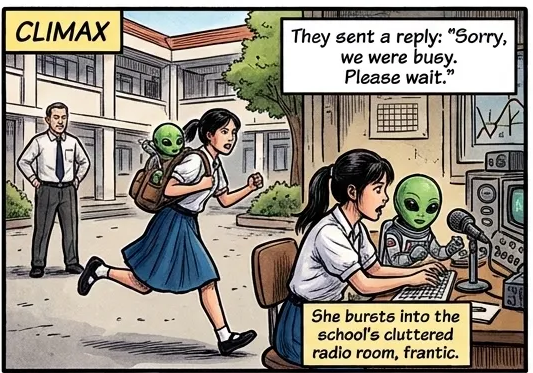 CLIMAX
They sent a reply: "Sorry,
we were busy.
Please wait."
She bursts into the
school's cluttered
radio room, frantic.